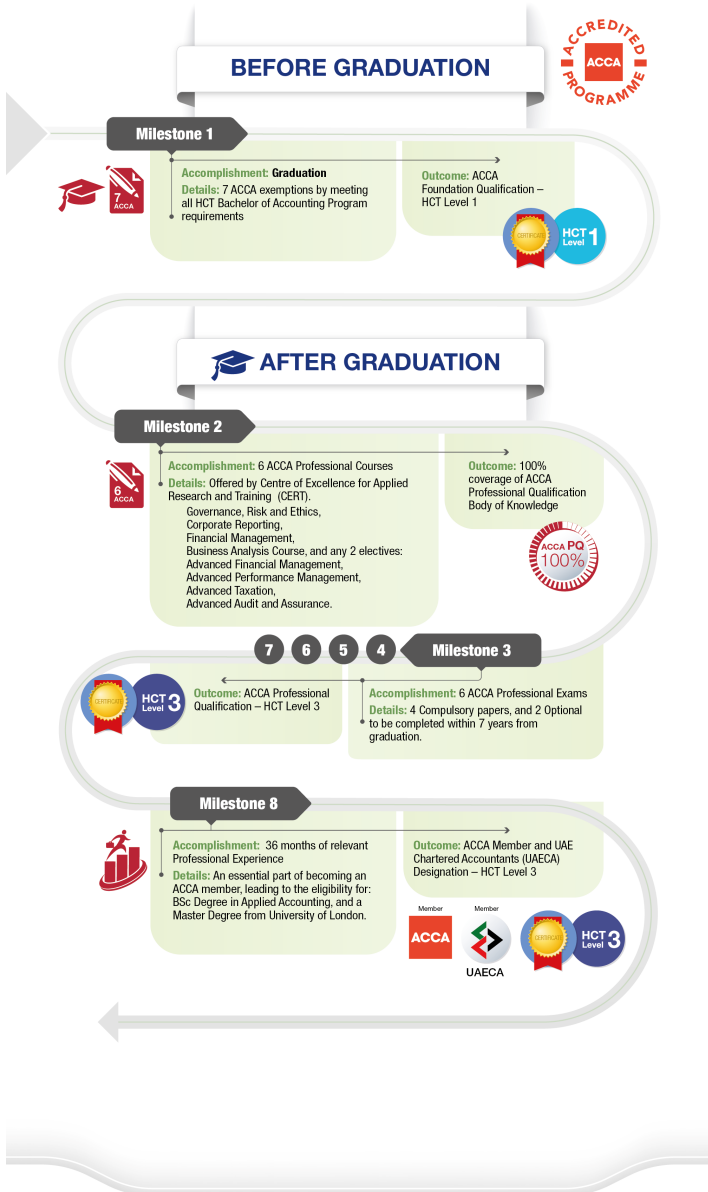 BEFORE GRADUATION
ACCREDITED
ACCA
PROGRAMME
Milestone 1
7
ACCA
Accomplishment: Graduation
Details: 7 ACCA exemptions by meeting
all HCT Bachelor of Accounting Program
requirements
Outcome: ACCA
Foundation Qualification –
HCT Level 1
CERTIFICATE
HCT
Level 1
AFTER GRADUATION
Milestone 2
6
ACCA
Accomplishment: 6 ACCA Professional Courses
Details: Offered by Centre of Excellence for Applied
Research and Training (CERT).
Governance, Risk and Ethics,
Corporate Reporting,
Financial Management,
Business Analysis Course, and any 2 electives:
Advanced Financial Management,
Advanced Performance Management,
Advanced Taxation,
Advanced Audit and Assurance.
Outcome: 100%
coverage of ACCA
Professional Qualification
Body of Knowledge
ACCA PQ
100%
7 6 5 4 Milestone 3
CERTIFICATE
HCT
Level 3
Outcome: ACCA Professional
Qualification – HCT Level 3
Accomplishment: 6 ACCA Professional Exams
Details: 4 Compulsory papers, and 2 Optional
to be completed within 7 years from
graduation.
Milestone 8
Accomplishment: 36 months of relevant
Professional Experience
Details: An essential part of becoming an
ACCA member, leading to the eligibility for:
BSc Degree in Applied Accounting, and a
Master Degree from University of London.
Outcome: ACCA Member and UAE
Chartered Accountants (UAECA)
Designation – HCT Level 3
Member
ACCA
Member
UAECA
CERTIFICATE
HCT
Level 3